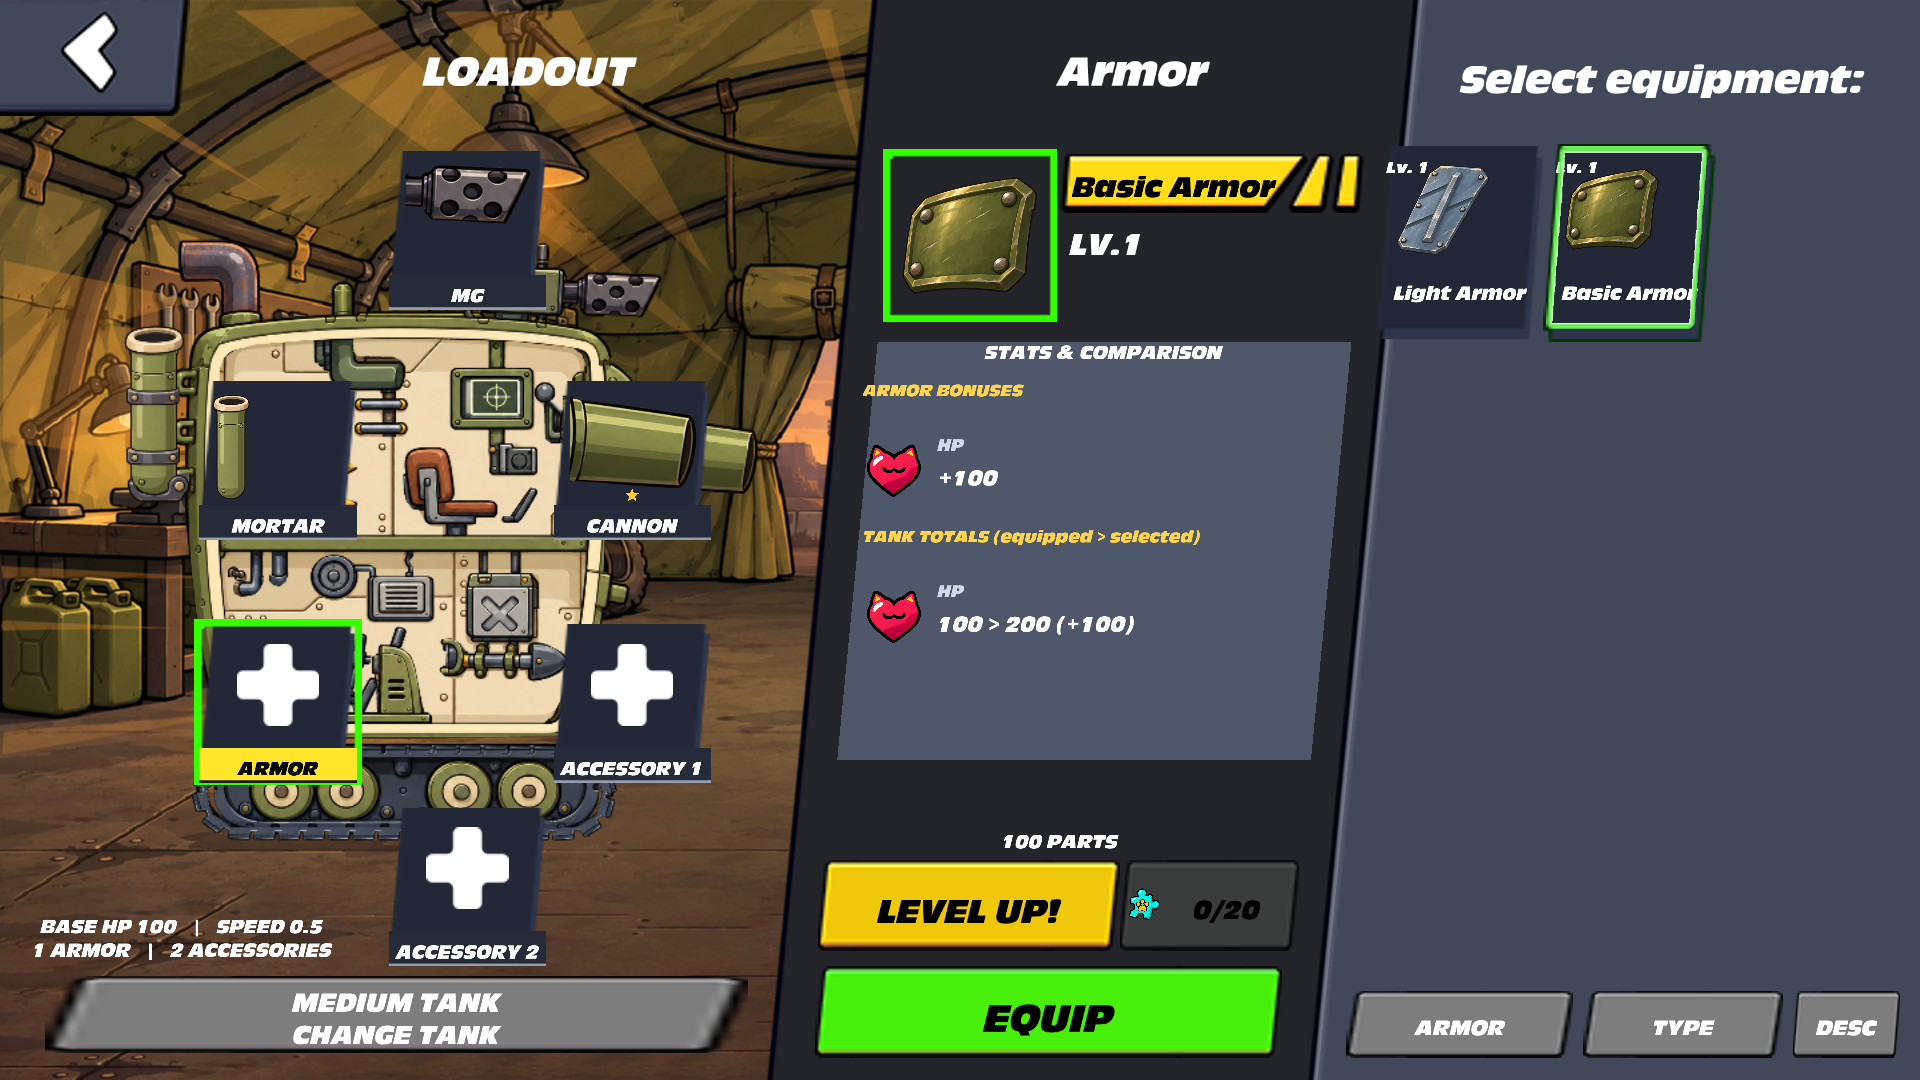 LOADOUT
MG
MORTAR
CANNON
ARMOR
ACCESSORY 1
ACCESSORY 2
BASE HP 100 | SPEED 0.5
1 ARMOR | 2 ACCESSORIES
MEDIUM TANK
CHANGE TANK
Armor
Basic Armor
LV.1
STATS & COMPARISON
ARMOR BONUSES
HP
+100
TANK TOTALS (equipped > selected)
HP
100 > 200 (+100)
100 PARTS
LEVEL UP!
0/20
EQUIP
Select equipment:
Lv. 1
Light Armor
Lv. 1
Basic Armor
ARMOR
TYPE
DESC